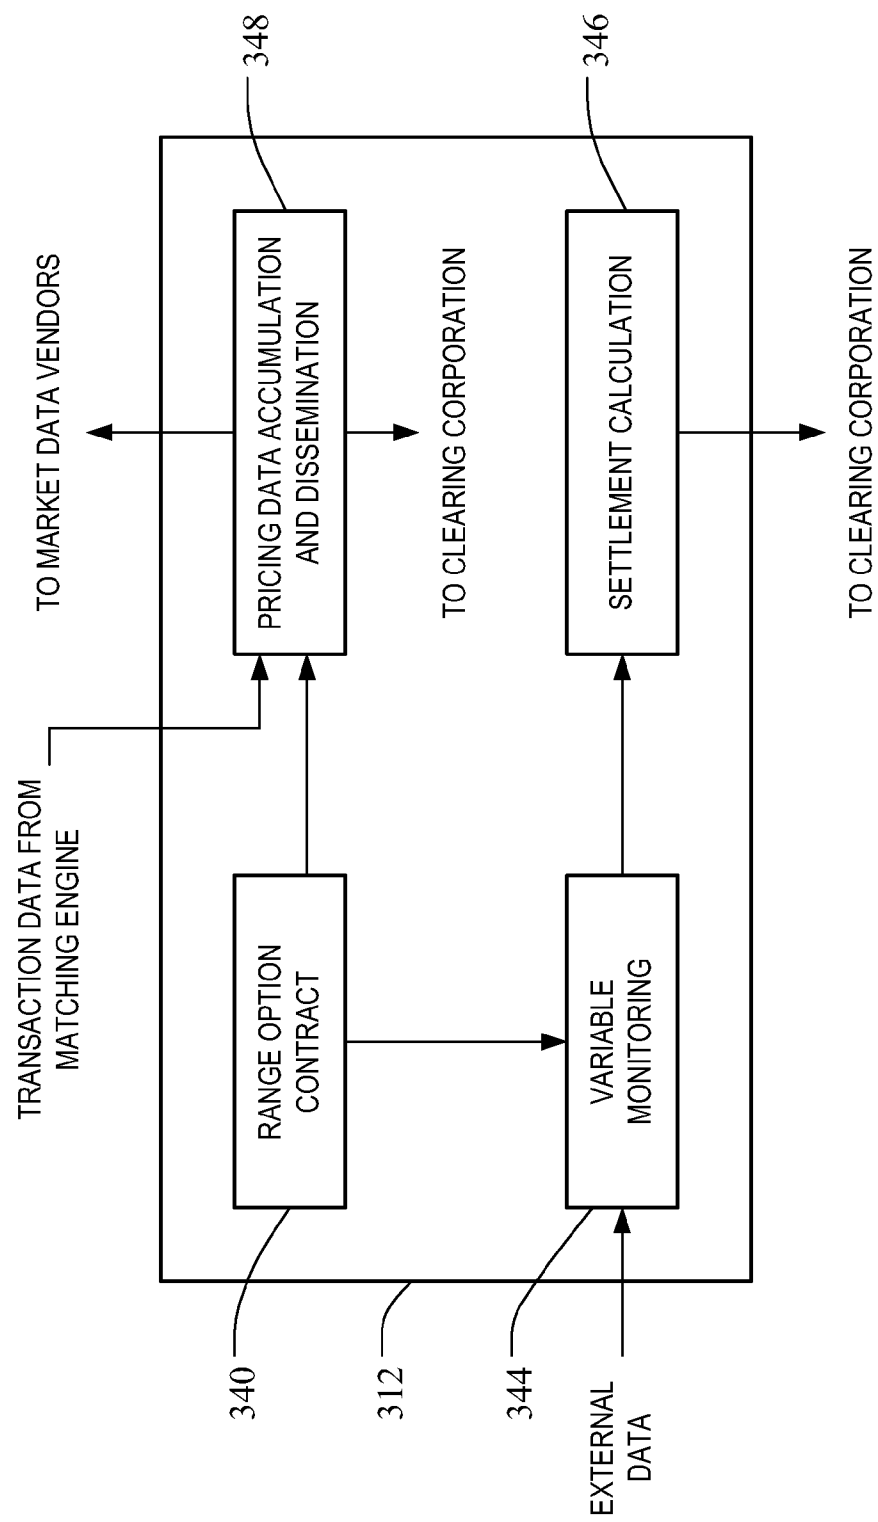 TO MARKET DATA VENDORS
TRANSACTION DATA FROM
MATCHING ENGINE
348
PRICING DATA ACCUMULATION
AND DISSEMINATION
RANGE OPTION
CONTRACT
340
TO CLEARING CORPORATION
312
346
SETTLEMENT CALCULATION
VARIABLE
MONITORING
344
EXTERNAL
DATA
TO CLEARING CORPORATION